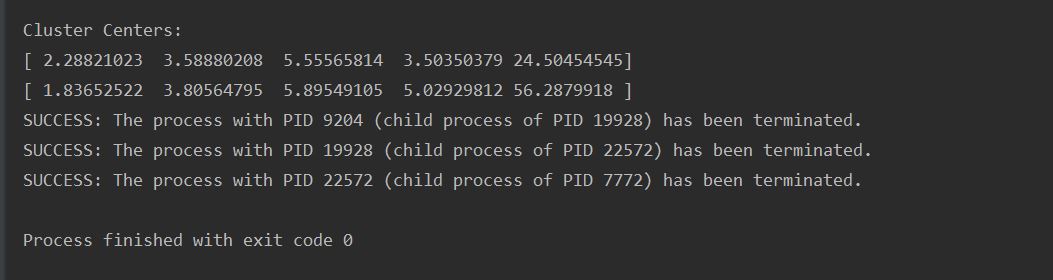 Cluster Centers:
[ 2.28821023  3.58880208  5.55565814  3.50350379 24.50454545]
[ 1.83652522  3.80564795  5.89549105  5.02929812 56.2879918 ]
SUCCESS: The process with PID 9204 (child process of PID 19928) has been terminated.
SUCCESS: The process with PID 19928 (child process of PID 22572) has been terminated.
SUCCESS: The process with PID 22572 (child process of PID 7772) has been terminated.
Process finished with exit code 0